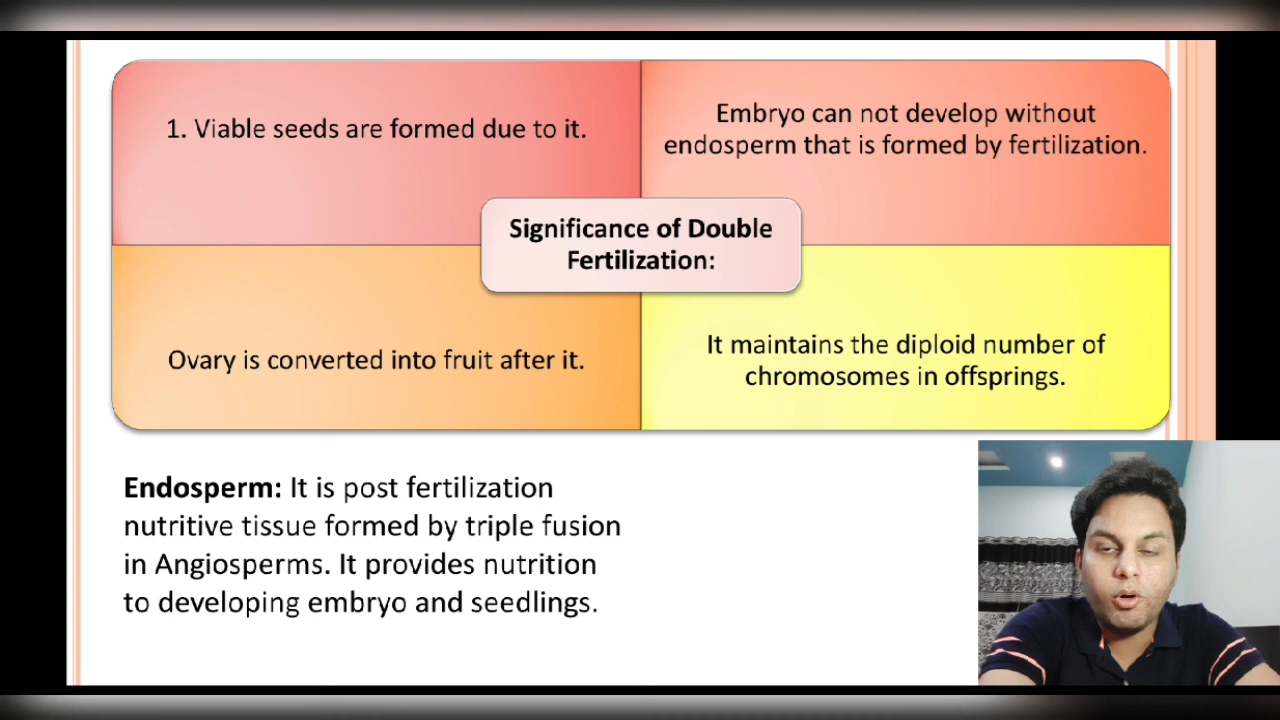 1. Viable seeds are formed due to it.
Embryo can not develop without
endosperm that is formed by fertilization.
Significance of Double
Fertilization:
Ovary is converted into fruit after it.
It maintains the diploid number of
chromosomes in offsprings.
Endosperm: It is post fertilization
nutritive tissue formed by triple fusion
in Angiosperms. It provides nutrition
to developing embryo and seedlings.